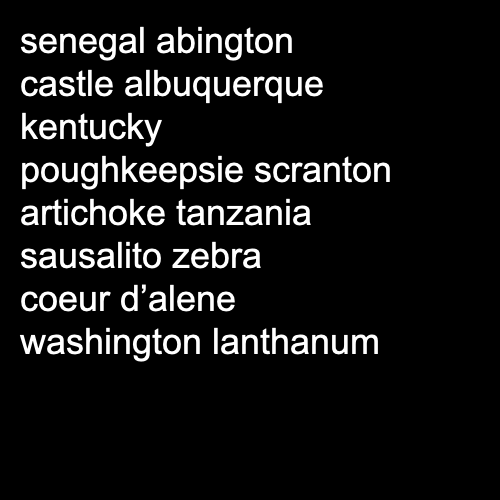 senegal abington
castle albuquerque
kentucky
poughkeepsie scranton
artichoke tanzania
sausalito zebra
coeur d’alene
washington lanthanum